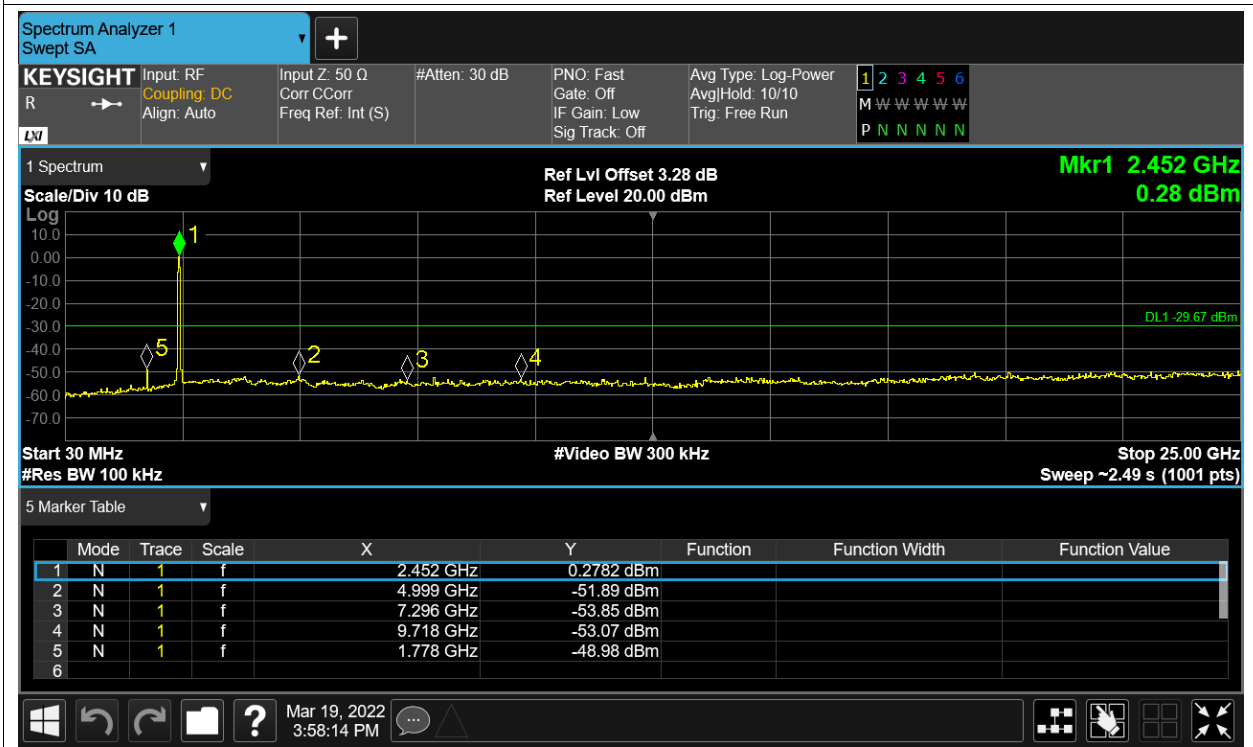 Spectrum Analyzer 1
Swept SA
+
KEYSIGHT Input: RF Input Z: 50 Ω #Atten: 30 dB PNO: Fast Avg Type: Log-Power 1 2 3 4 5 6
R Coupling: DC Corr CCorr Gate: Off Avg|Hold: 10/10 M W W W W W
Align: Auto Freq Ref: Int (S) IF Gain: Low Trig: Free Run
LXI Sig Track: Off P N N N N N
1 Spectrum Ref Lvl Offset 3.28 dB Mkr1 2.452 GHz
Scale/Div 10 dB Ref Level 20.00 dBm 0.28 dBm
Log
10.0 1
0.00
-10.0
-20.0
DL1 -29.67 dBm
-30.0
-40.0 5 2 3 4
-50.0
-60.0
-70.0
Start 30 MHz #Video BW 300 kHz Stop 25.00 GHz
#Res BW 100 kHz Sweep ~2.49 s (1001 pts)
5 Marker Table
Mode Trace Scale X Y Function Function Width Function Value
1 N 1 f 2.452 GHz 0.2782 dBm
2 N 1 f 4.999 GHz -51.89 dBm
3 N 1 f 7.296 GHz -53.85 dBm
4 N 1 f 9.718 GHz -53.07 dBm
5 N 1 f 1.778 GHz -48.98 dBm
6
? Mar 19, 2022
3:58:14 PM